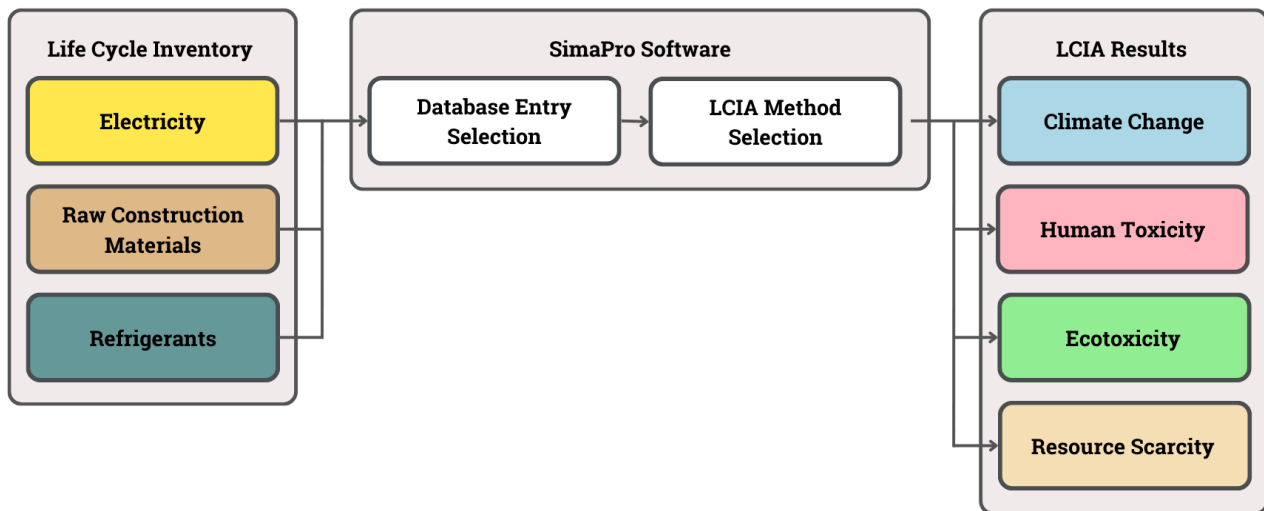 Life Cycle Inventory
Electricity
Raw Construction
Materials
Refrigerants
SimaPro Software
Database Entry
Selection
LCIA Method
Selection
LCIA Results
Climate Change
Human Toxicity
Ecotoxicity
Resource Scarcity